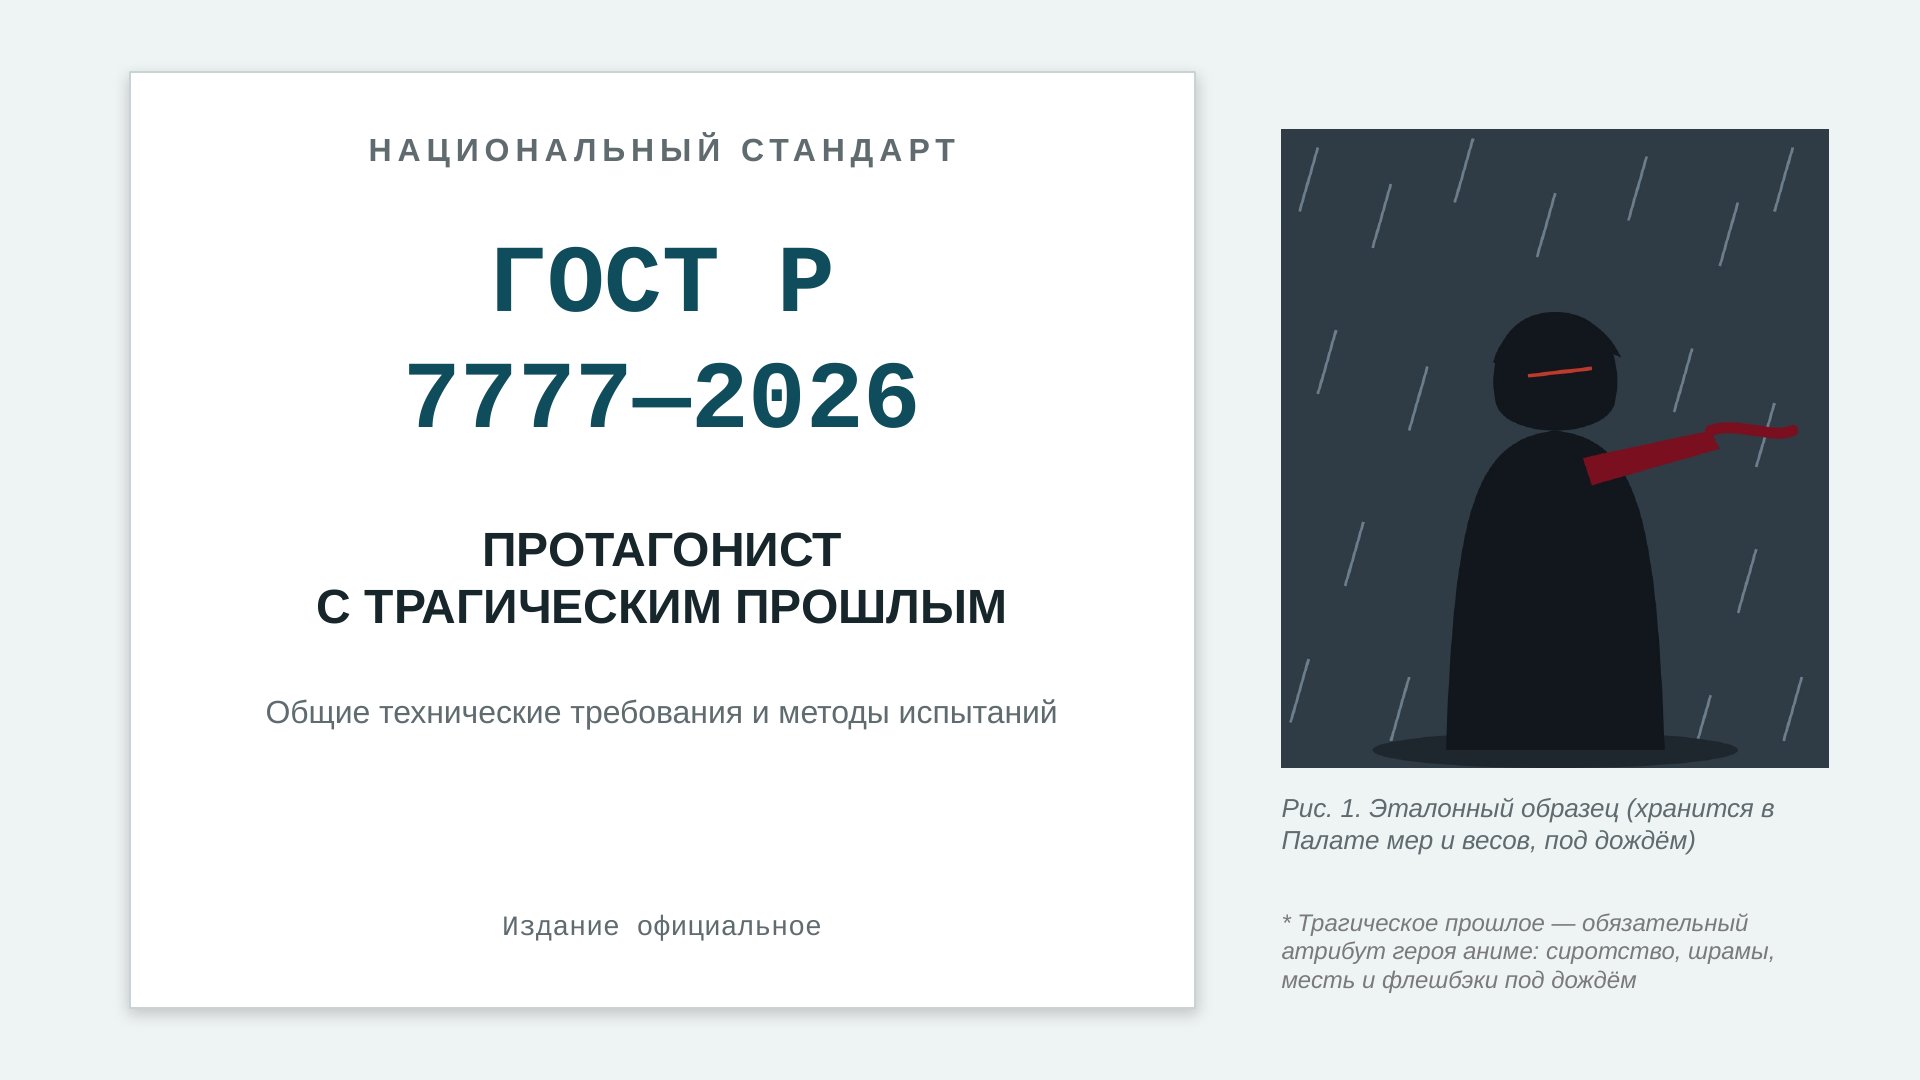 НАЦИОНАЛЬНЫЙ СТАНДАРТ
ГОСТ Р
7777—2026
ПРОТАГОНИСТ
С ТРАГИЧЕСКИМ ПРОШЛЫМ
Общие технические требования и методы испытаний
Издание официальное
Рис. 1. Эталонный образец (хранится в
Палате мер и весов, под дождём)
* Трагическое прошлое — обязательный
атрибут героя аниме: сиротство, шрамы,
месть и флешбэки под дождём